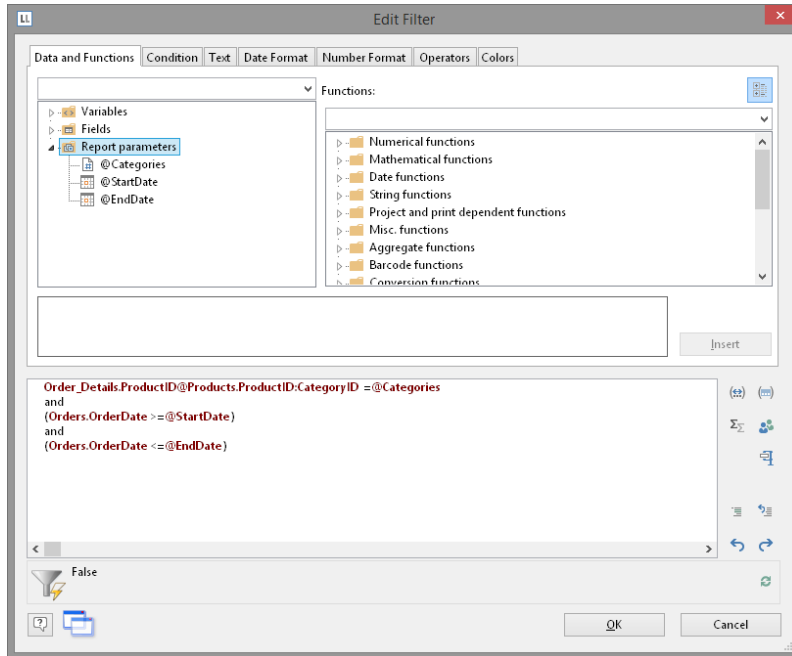 LL
Edit Filter
×
Data and Functions Condition Text Date Format Number Format Operators Colors
Functions:
Variables
Fields
Report parameters
@Categories
@StartDate
@EndDate
Numerical functions
Mathematical functions
Date functions
String functions
Project and print dependent functions
Misc. functions
Aggregate functions
Barcode functions
Conversion functions
Insert
Order_Details.ProductID@Products.ProductID:CategoryID =@Categories
and
(Orders.OrderDate >=@StartDate)
and
(Orders.OrderDate <=@EndDate)
False
OK Cancel